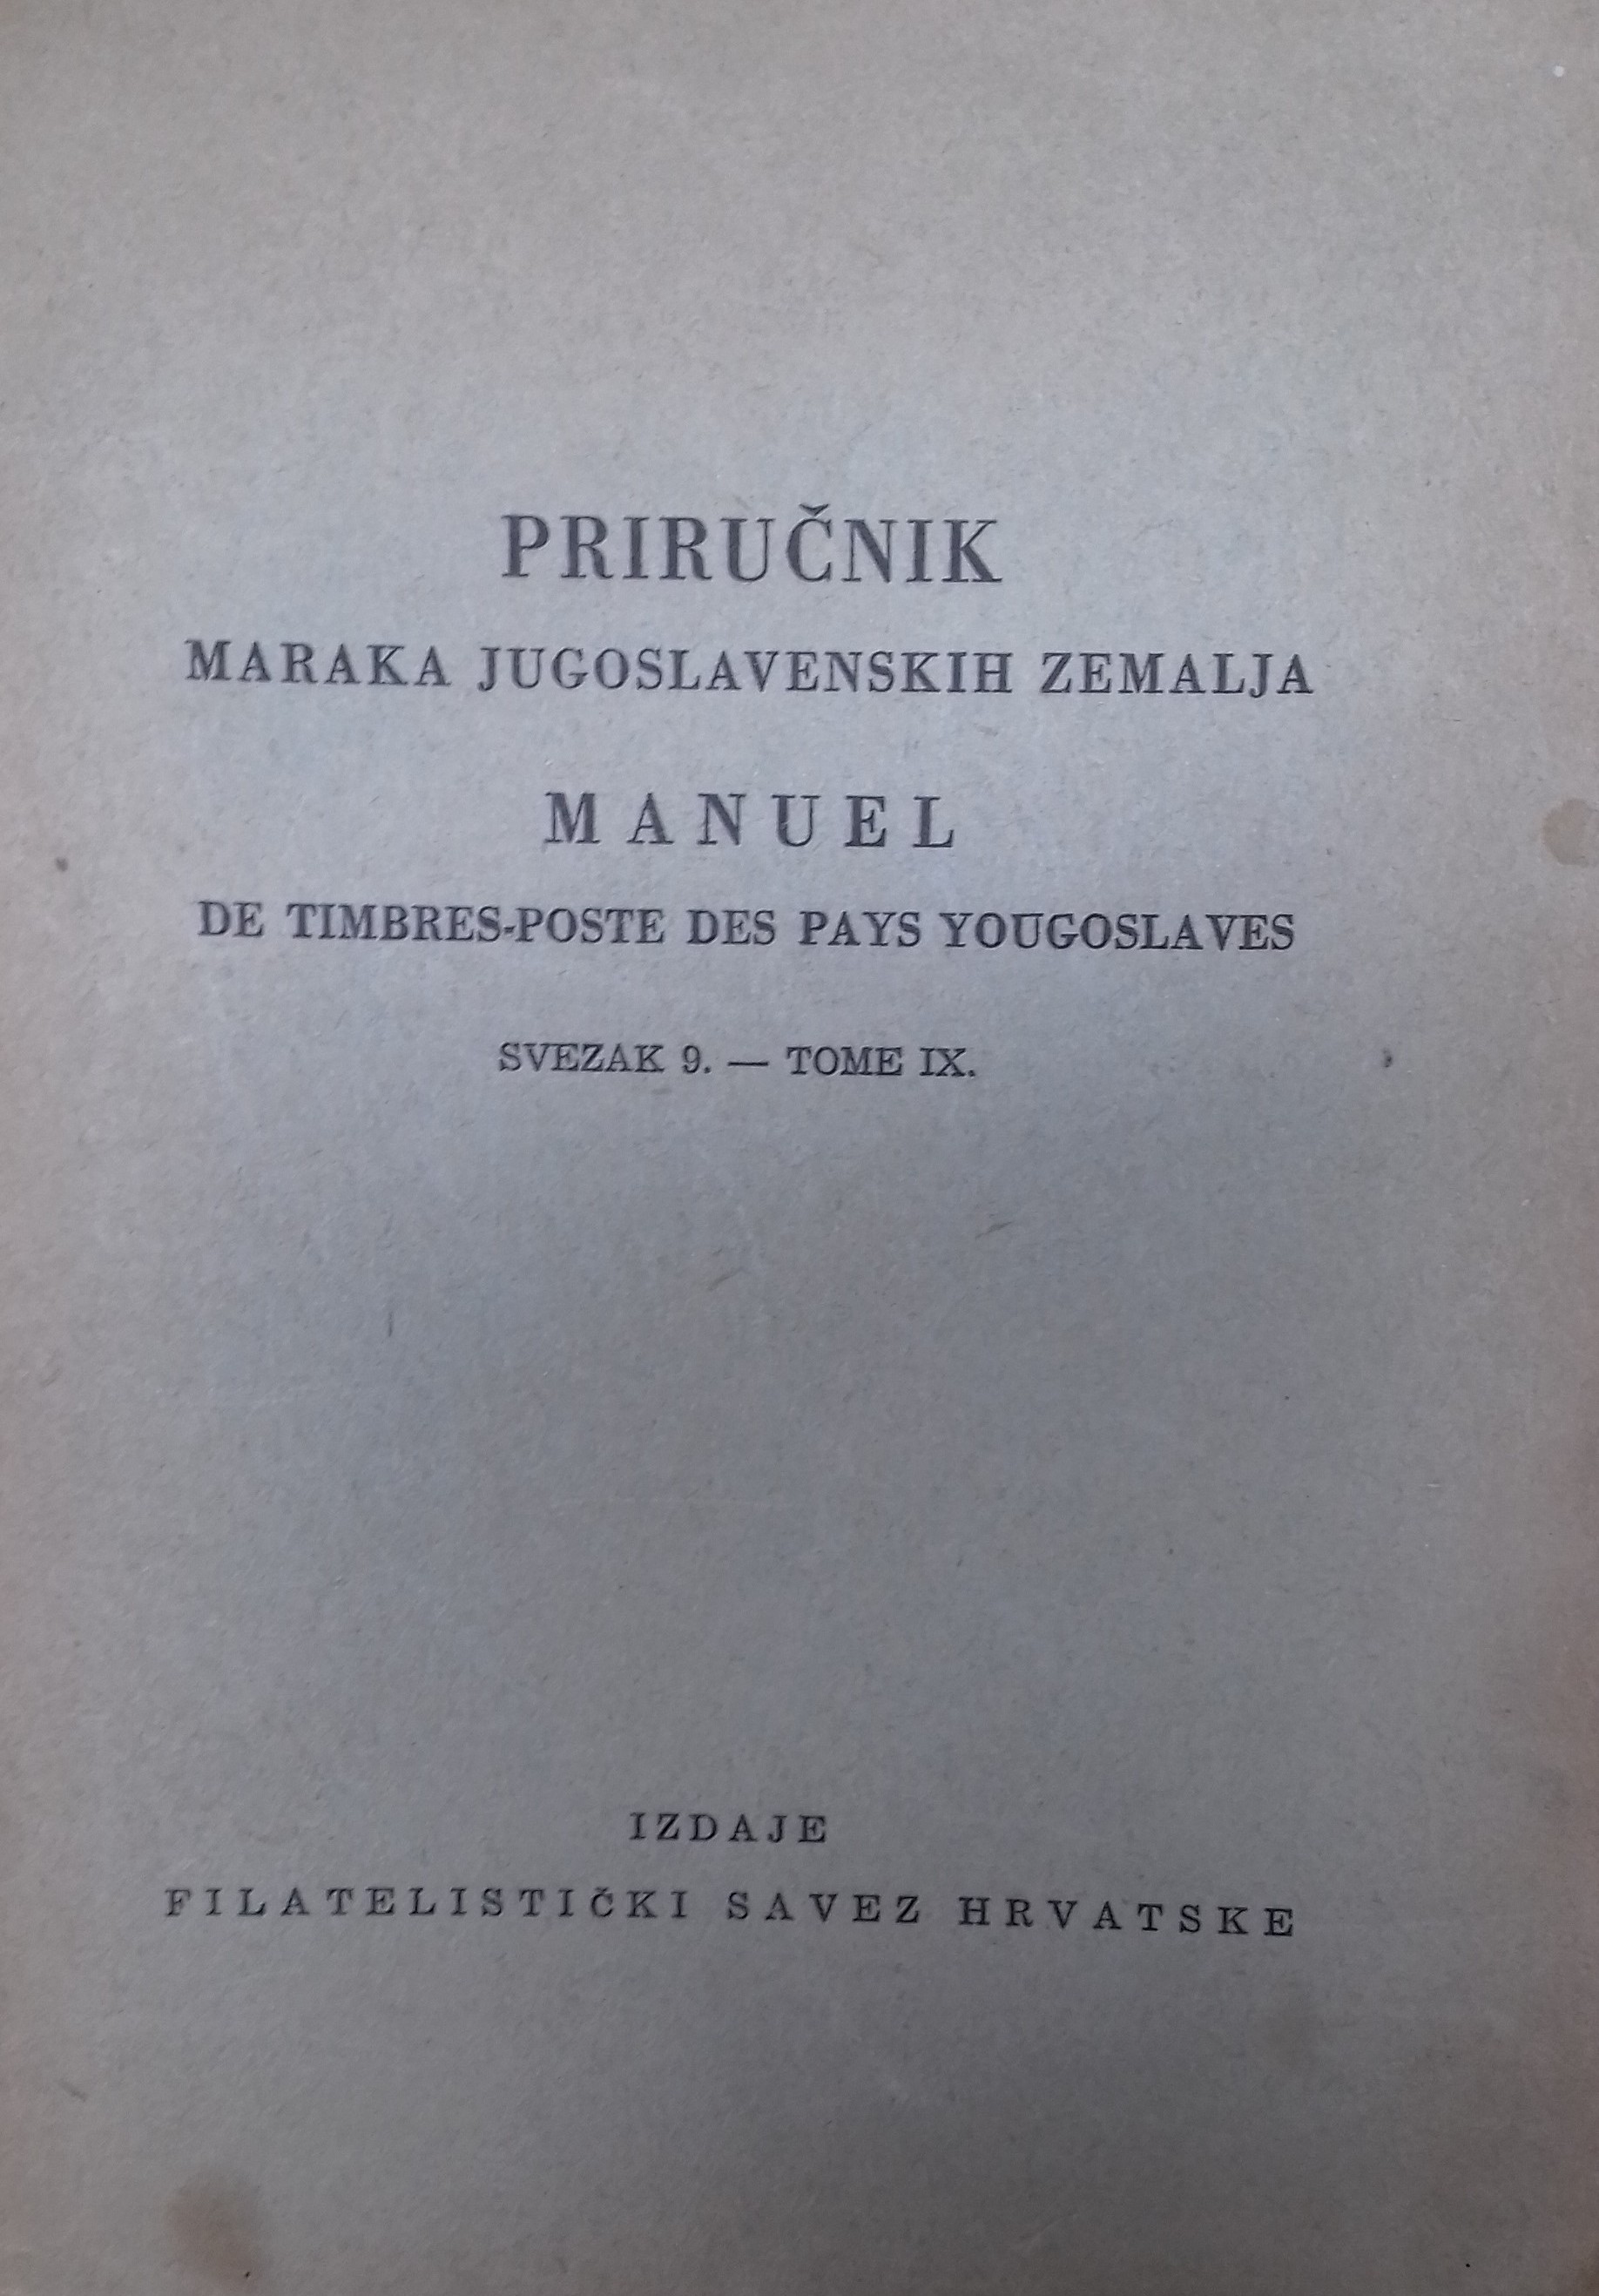 PRIRUČNIK
MARAKA JUGOSLAVENSKIH ZEMALJA
MANUEL
DE TIMBRES-POSTE DES PAYS YOUGOSLAVES
SVEZAK 9. — TOME IX.
IZDAJE
FILATELISTIČKI SAVEZ HRVATSKE